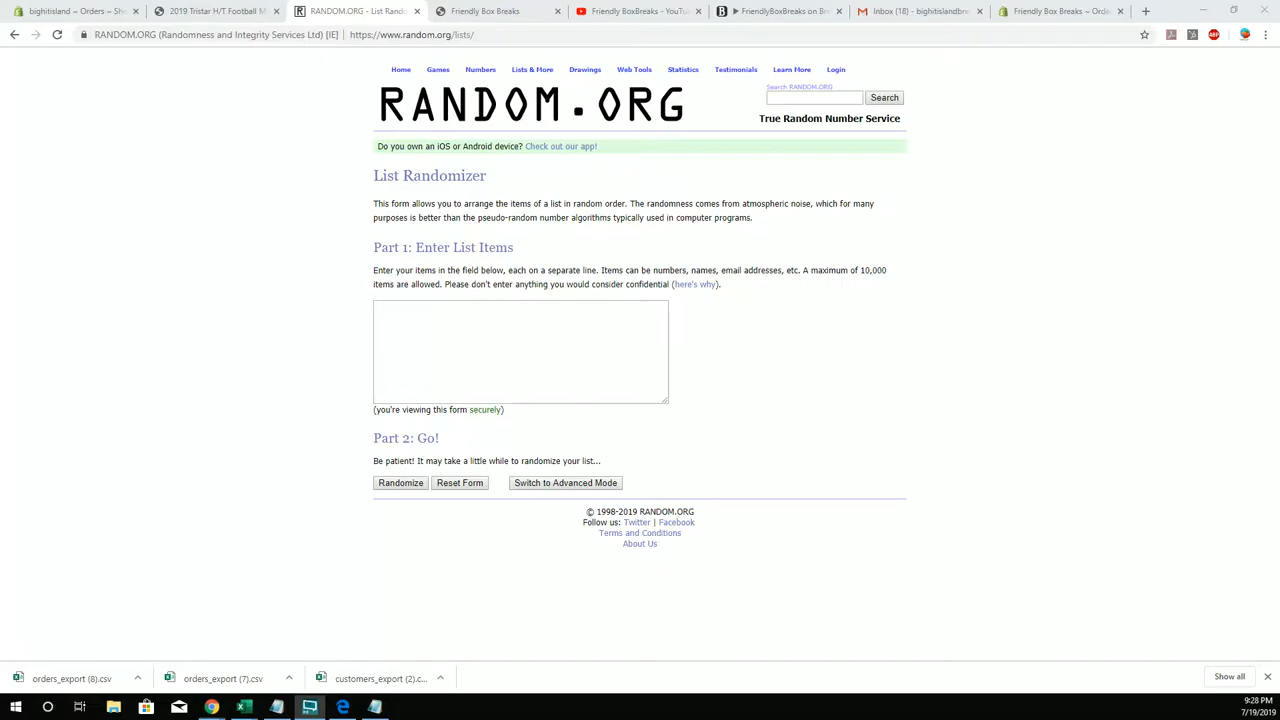 bighitisland ~ Orders ~ Sho
2019 Tristar H/T Football M
RANDOM.ORG - List Rando
Friendly Box Breaks
Friendly BoxBreaks - YouTu
FriendlyBoxBreaks on Bre
Inbox (18) - bighitislandbre
Friendly Box Breaks ~ Orde
RANDOM.ORG (Randomness and Integrity Services Ltd) [IE] | https://www.random.org/lists/
Home Games Numbers Lists & More Drawings Web Tools Statistics Testimonials Learn More Login
RANDOM.ORG
Search RANDOM.ORG
Search
True Random Number Service
Do you own an iOS or Android device? Check out our app!
List Randomizer
This form allows you to arrange the items of a list in random order. The randomness comes from atmospheric noise, which for many
purposes is better than the pseudo-random number algorithms typically used in computer programs.
Part 1: Enter List Items
Enter your items in the field below, each on a separate line. Items can be numbers, names, email addresses, etc. A maximum of 10,000
items are allowed. Please don't enter anything you would consider confidential (here's why).
(you're viewing this form securely)
Part 2: Go!
Be patient! It may take a little while to randomize your list...
Randomize Reset Form Switch to Advanced Mode
© 1998-2019 RANDOM.ORG
Follow us: Twitter | Facebook
Terms and Conditions
About Us
orders_export (8).csv
orders_export (7).csv
customers_export (2).c...
Show all
9:28 PM
7/19/2019